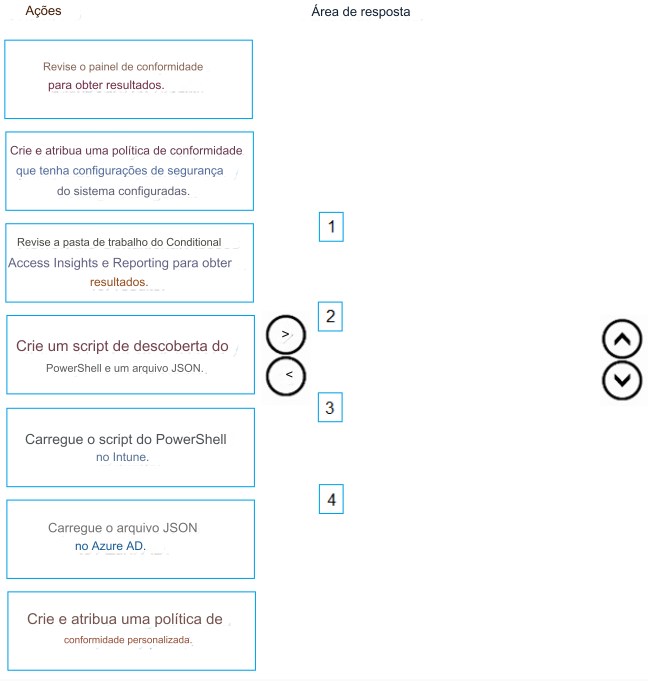 Ações
Área de resposta
Revise o painel de conformidade
para obter resultados.
Crie e atribua uma política de conformidade
que tenha configurações de segurança
do sistema configuradas.
Revise a pasta de trabalho do Conditional
Access Insights e Reporting para obter
resultados.
Crie um script de descoberta do
PowerShell e um arquivo JSON.
Carregue o script do PowerShell
no Intune.
Carregue o arquivo JSON
no Azure AD.
Crie e atribua uma política de
conformidade personalizada.
>
<
1
2
3
4